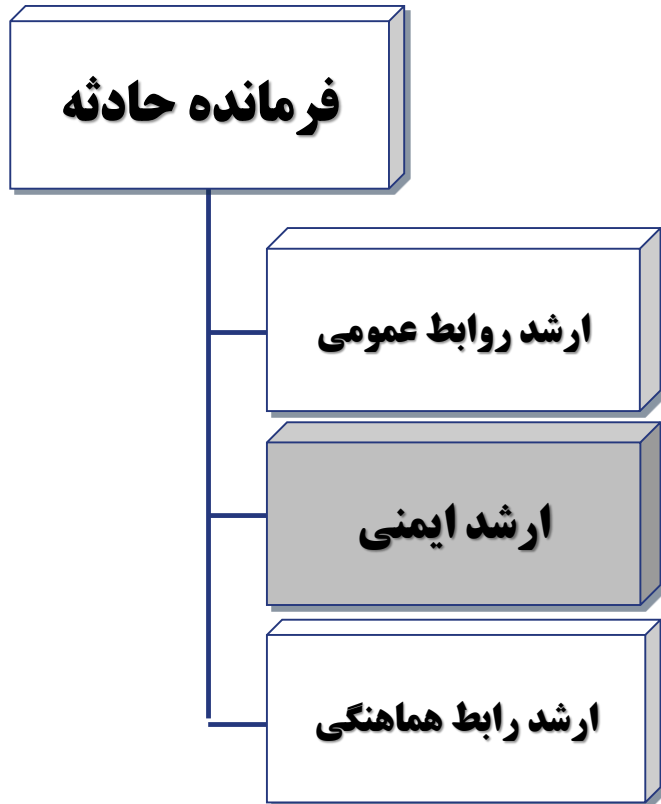 فرمانده حادثه
ارشد روابط عمومی
ارشد ایمنی
ارشد رابط هماهنگی